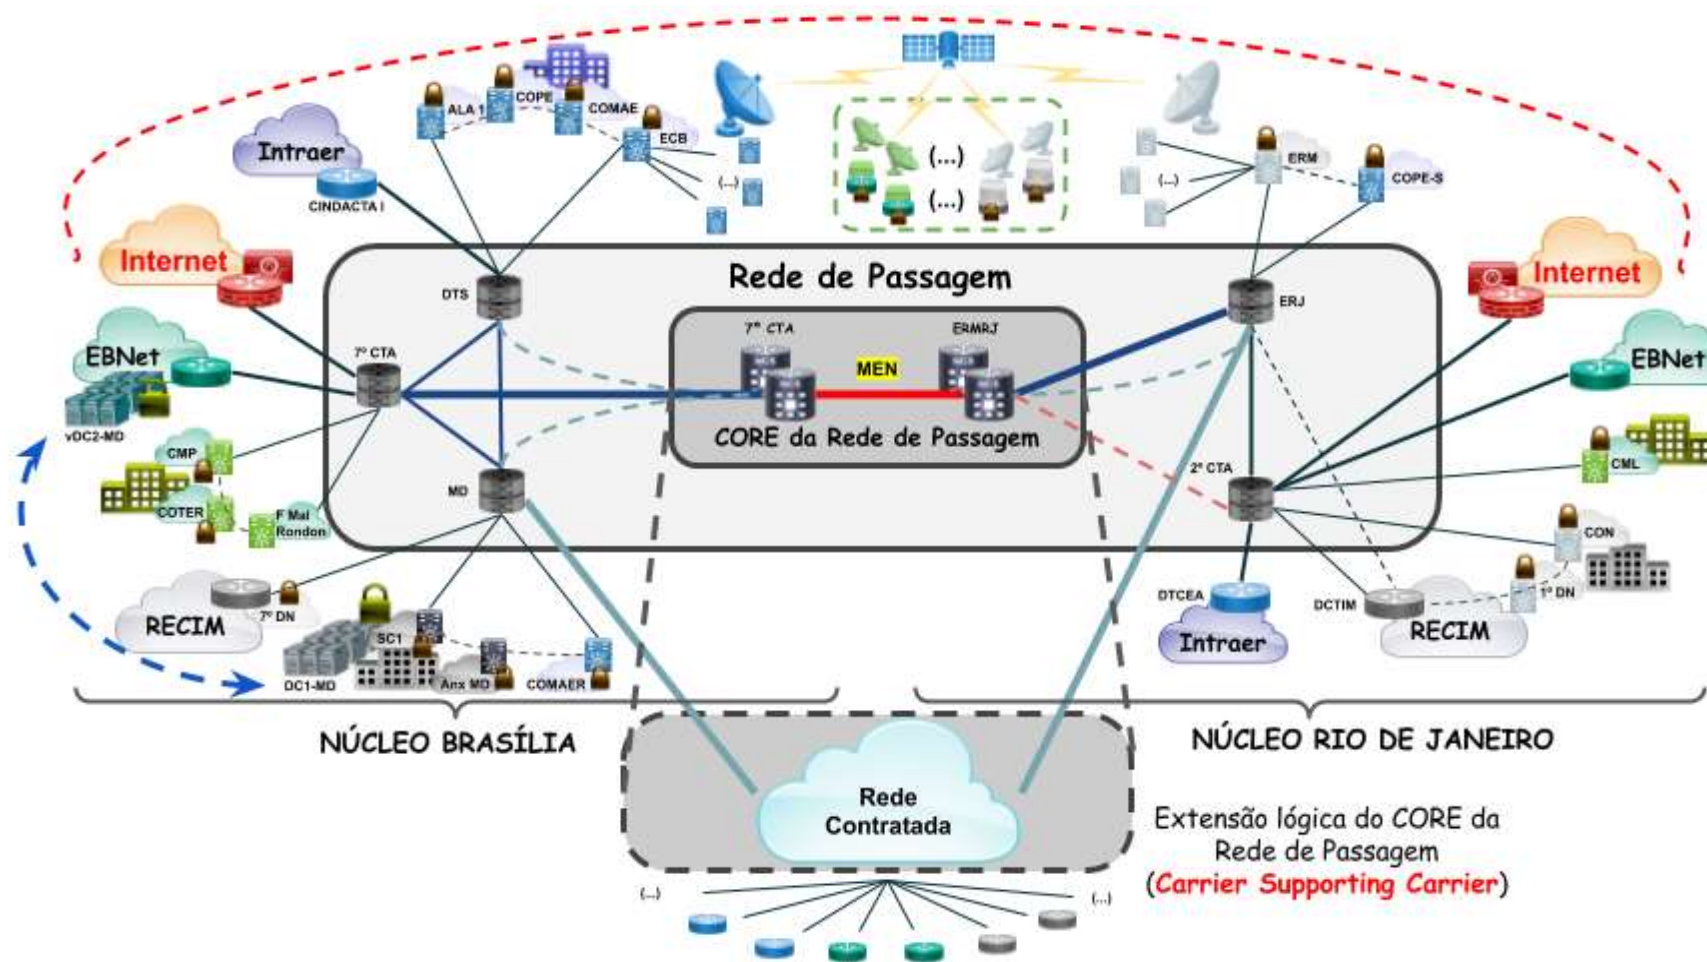 ALA 1
COPE
COMAE
ECB
(...)
Intraer
CINDACTA I
(...)
(...)
ERM
COPE-S
(...)
Internet
Internet
Rede de Passagem
DTS
ERJ
7º CTA
ERMRJ
MEN
CORE da Rede de Passagem
EBNet
7º CTA
vDC2-MD
EBNet
CMP
COTER
F Mal
Rondon
MD
2º CTA
CML
CON
1º DN
RECIM
7º DN
SC1
DC1-MD
Anx MD
COMAER
DTCEA
Intraer
DCTIM
RECIM
NÚCLEO BRASÍLIA
NÚCLEO RIO DE JANEIRO
Rede
Contratada
Extensão lógica do CORE da
Rede de Passagem
(Carrier Supporting Carrier)
(...)
(...)